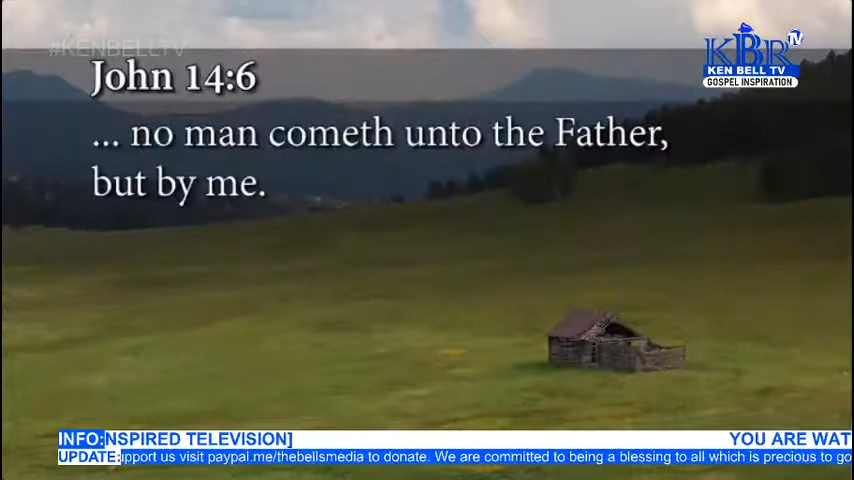 #KENBELLTV
KBR TV
KEN BELL TV
GOSPEL INSPIRATION
John 14:6
... no man cometh unto the Father,
but by me.
INFO: NSPIRED TELEVISION] YOU ARE WAT
UPDATE: upport us visit paypal.me/thebellsmedia to donate. We are committed to being a blessing to all which is precious to go